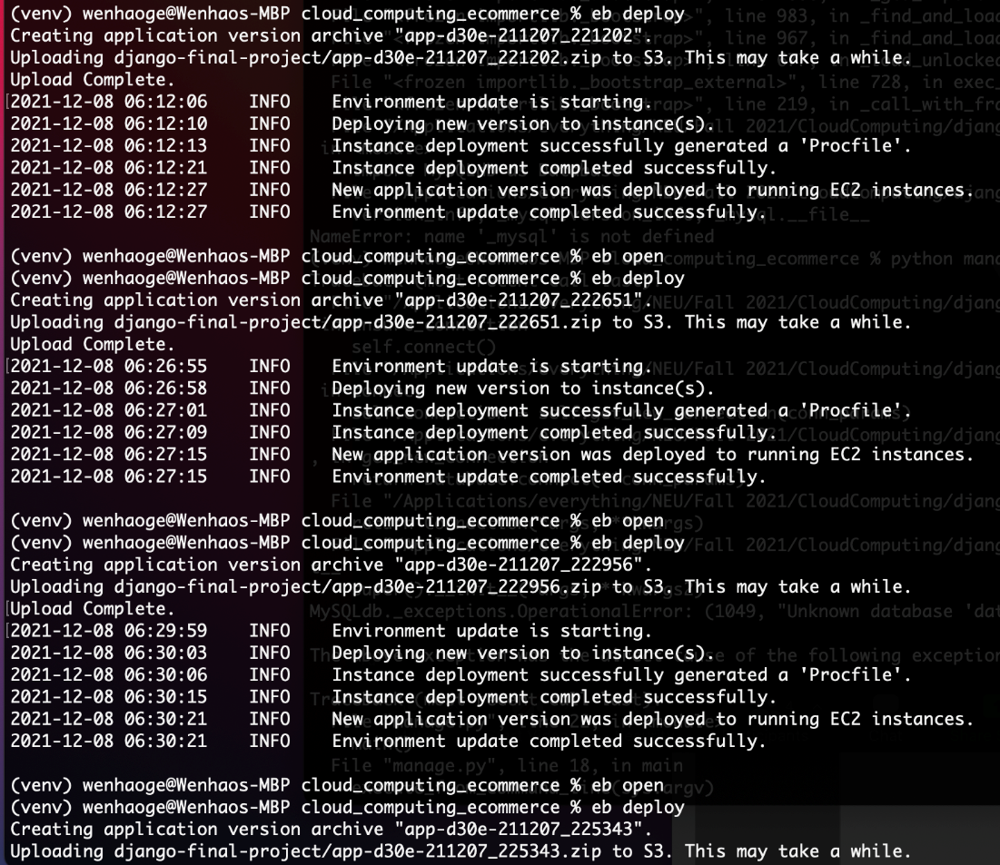 (venv) wenhaoge@Wenhaos-MBP cloud_computing_ecommerce % eb deploy
Creating application version archive "app-d30e-211207_221202".
Uploading django-final-project/app-d30e-211207_221202.zip to S3. This may take a while.
Upload Complete.
[2021-12-08 06:12:06    INFO    Environment update is starting.
2021-12-08 06:12:10    INFO    Deploying new version to instance(s).
2021-12-08 06:12:13    INFO    Instance deployment successfully generated a 'Procfile'.
2021-12-08 06:12:21    INFO    Instance deployment completed successfully.
2021-12-08 06:12:27    INFO    New application version was deployed to running EC2 instances.
2021-12-08 06:12:27    INFO    Environment update completed successfully.
(venv) wenhaoge@Wenhaos-MBP cloud_computing_ecommerce % eb open
(venv) wenhaoge@Wenhaos-MBP cloud_computing_ecommerce % eb deploy
Creating application version archive "app-d30e-211207_222651".
Uploading django-final-project/app-d30e-211207_222651.zip to S3. This may take a while.
Upload Complete.
[2021-12-08 06:26:55    INFO    Environment update is starting.
2021-12-08 06:26:58    INFO    Deploying new version to instance(s).
2021-12-08 06:27:01    INFO    Instance deployment successfully generated a 'Procfile'.
2021-12-08 06:27:09    INFO    Instance deployment completed successfully.
2021-12-08 06:27:15    INFO    New application version was deployed to running EC2 instances.
2021-12-08 06:27:15    INFO    Environment update completed successfully.
(venv) wenhaoge@Wenhaos-MBP cloud_computing_ecommerce % eb open
(venv) wenhaoge@Wenhaos-MBP cloud_computing_ecommerce % eb deploy
Creating application version archive "app-d30e-211207_222956".
Uploading django-final-project/app-d30e-211207_222956.zip to S3. This may take a while.
[Upload Complete.
[2021-12-08 06:29:59    INFO    Environment update is starting.
2021-12-08 06:30:03    INFO    Deploying new version to instance(s).
2021-12-08 06:30:06    INFO    Instance deployment successfully generated a 'Procfile'.
2021-12-08 06:30:15    INFO    Instance deployment completed successfully.
2021-12-08 06:30:21    INFO    New application version was deployed to running EC2 instances.
2021-12-08 06:30:21    INFO    Environment update completed successfully.
(venv) wenhaoge@Wenhaos-MBP cloud_computing_ecommerce % eb open
(venv) wenhaoge@Wenhaos-MBP cloud_computing_ecommerce % eb deploy
Creating application version archive "app-d30e-211207_225343".
Uploading django-final-project/app-d30e-211207_225343.zip to S3. This may take a while.